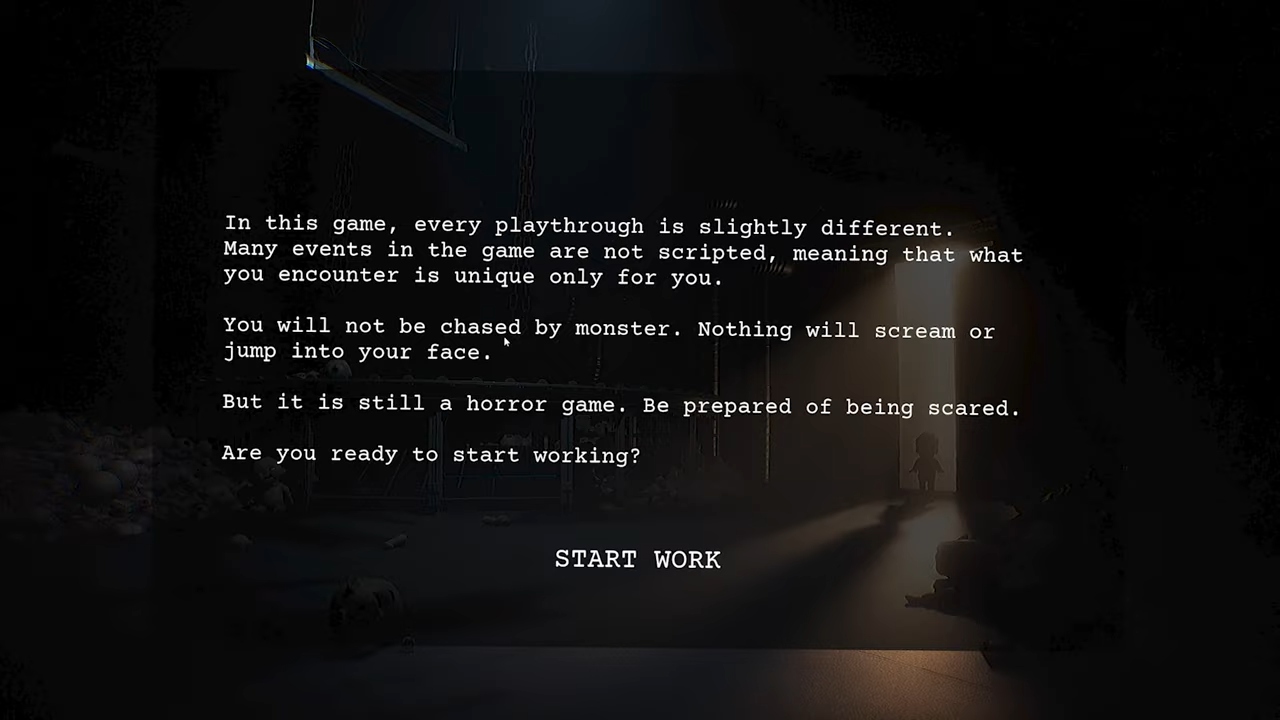 In this game, every playthrough is slightly different.
Many events in the game are not scripted, meaning that what
you encounter is unique only for you.
You will not be chased by monster. Nothing will scream or
jump into your face.
But it is still a horror game. Be prepared of being scared.
Are you ready to start working?
START WORK